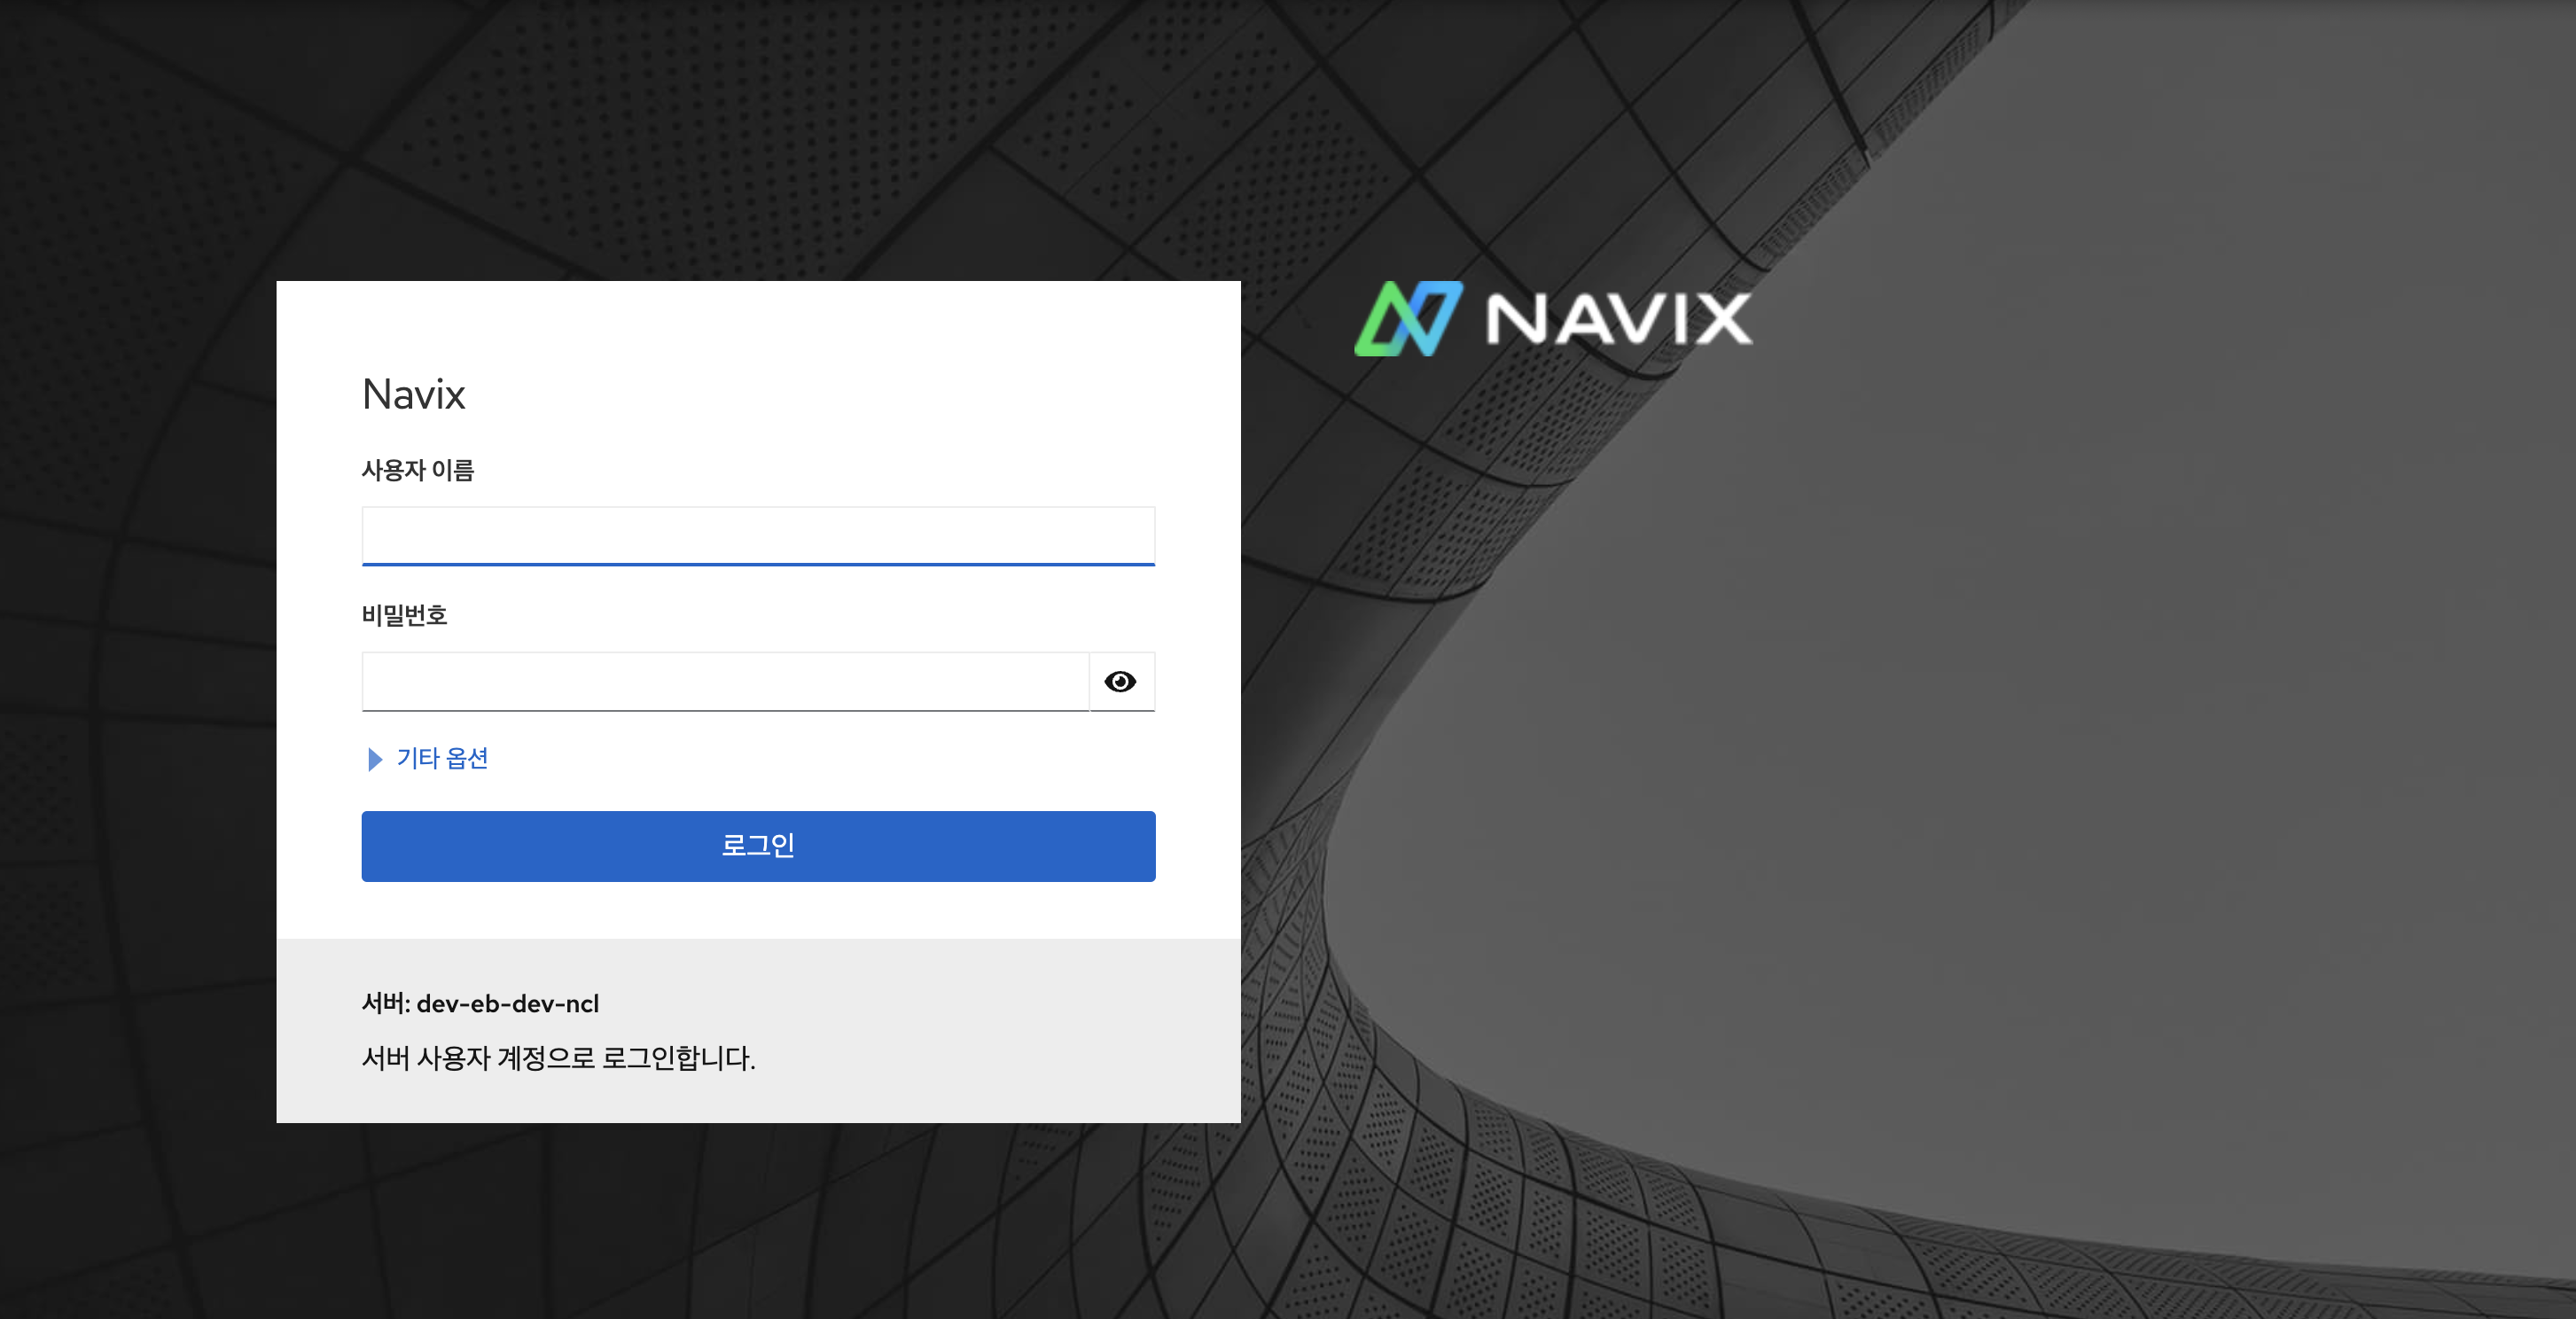 NAVIX
Navix
사용자 이름
비밀번호
기타 옵션
로그인
서버: dev-eb-dev-ncl
서버 사용자 계정으로 로그인합니다.